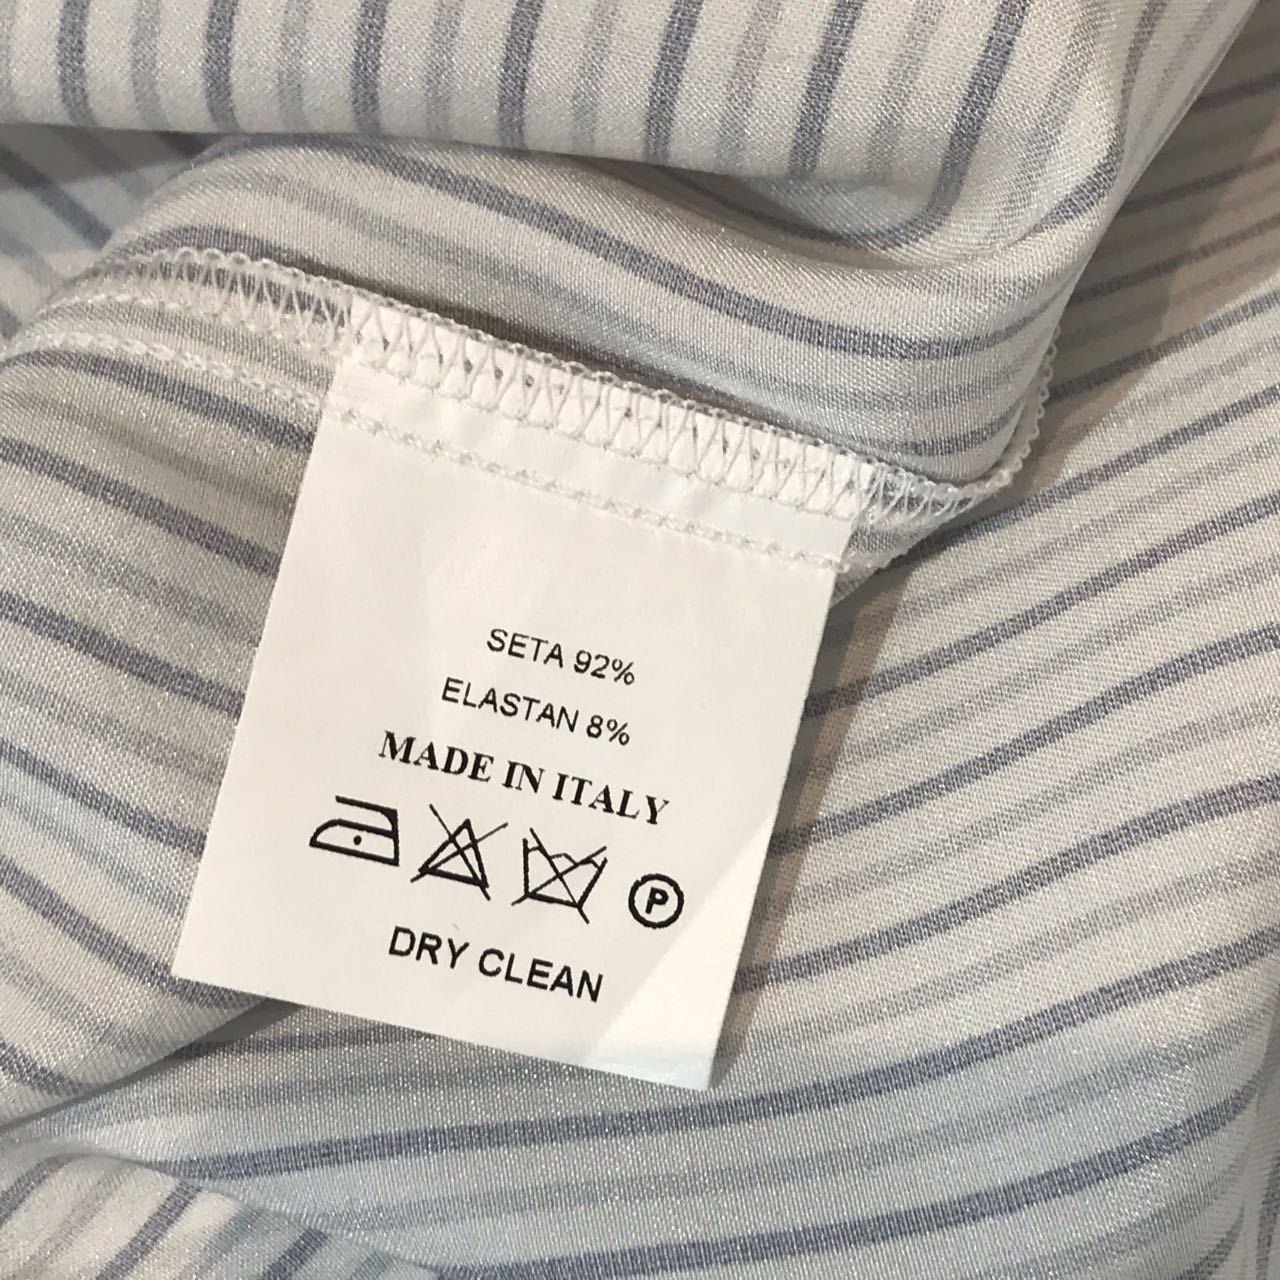 SETA 92%
ELASTAN 8%
MADE IN ITALY
P
DRY CLEAN